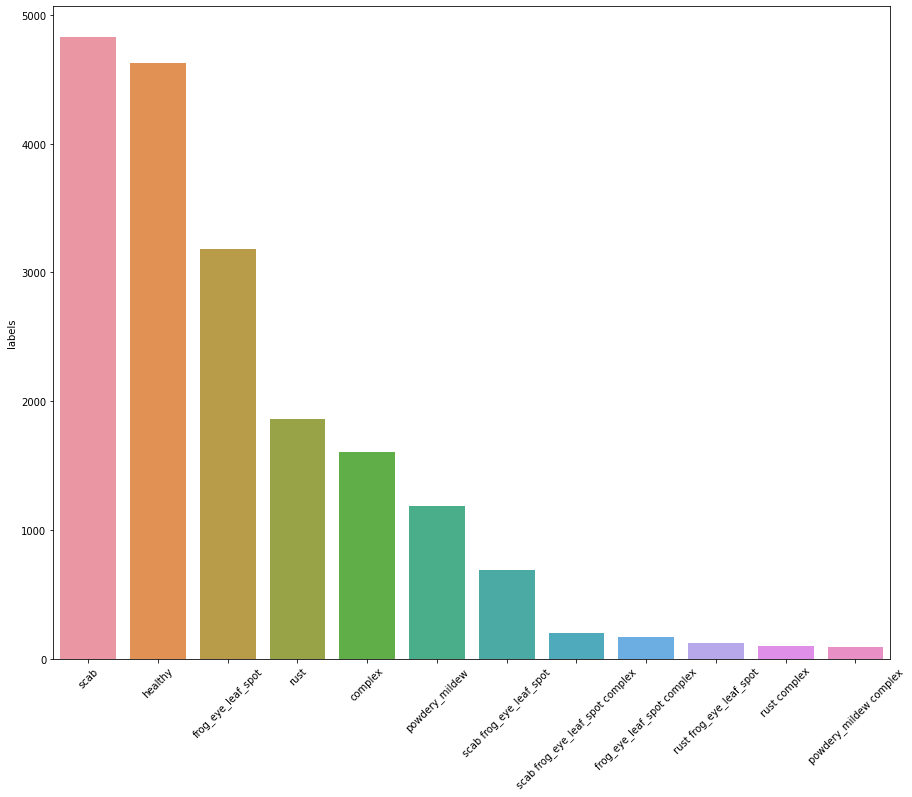 5000
4000
3000
2000
1000
0
labels
scab
healthy
frog_eye_leaf_spot
rust
complex
powdery_mildew
scab frog_eye_leaf_spot
scab frog_eye_leaf_spot complex
frog_eye_leaf_spot complex
rust frog_eye_leaf_spot
rust complex
powdery_mildew complex